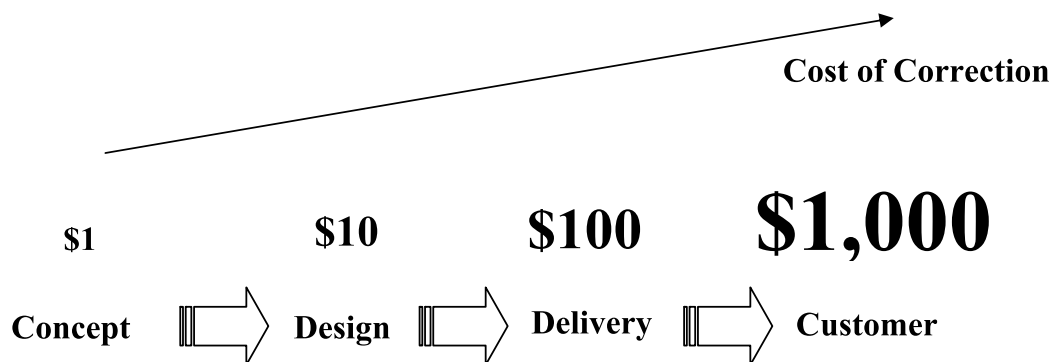 Cost of Correction
$1 $10 $100 $1,000
Concept Design Delivery Customer